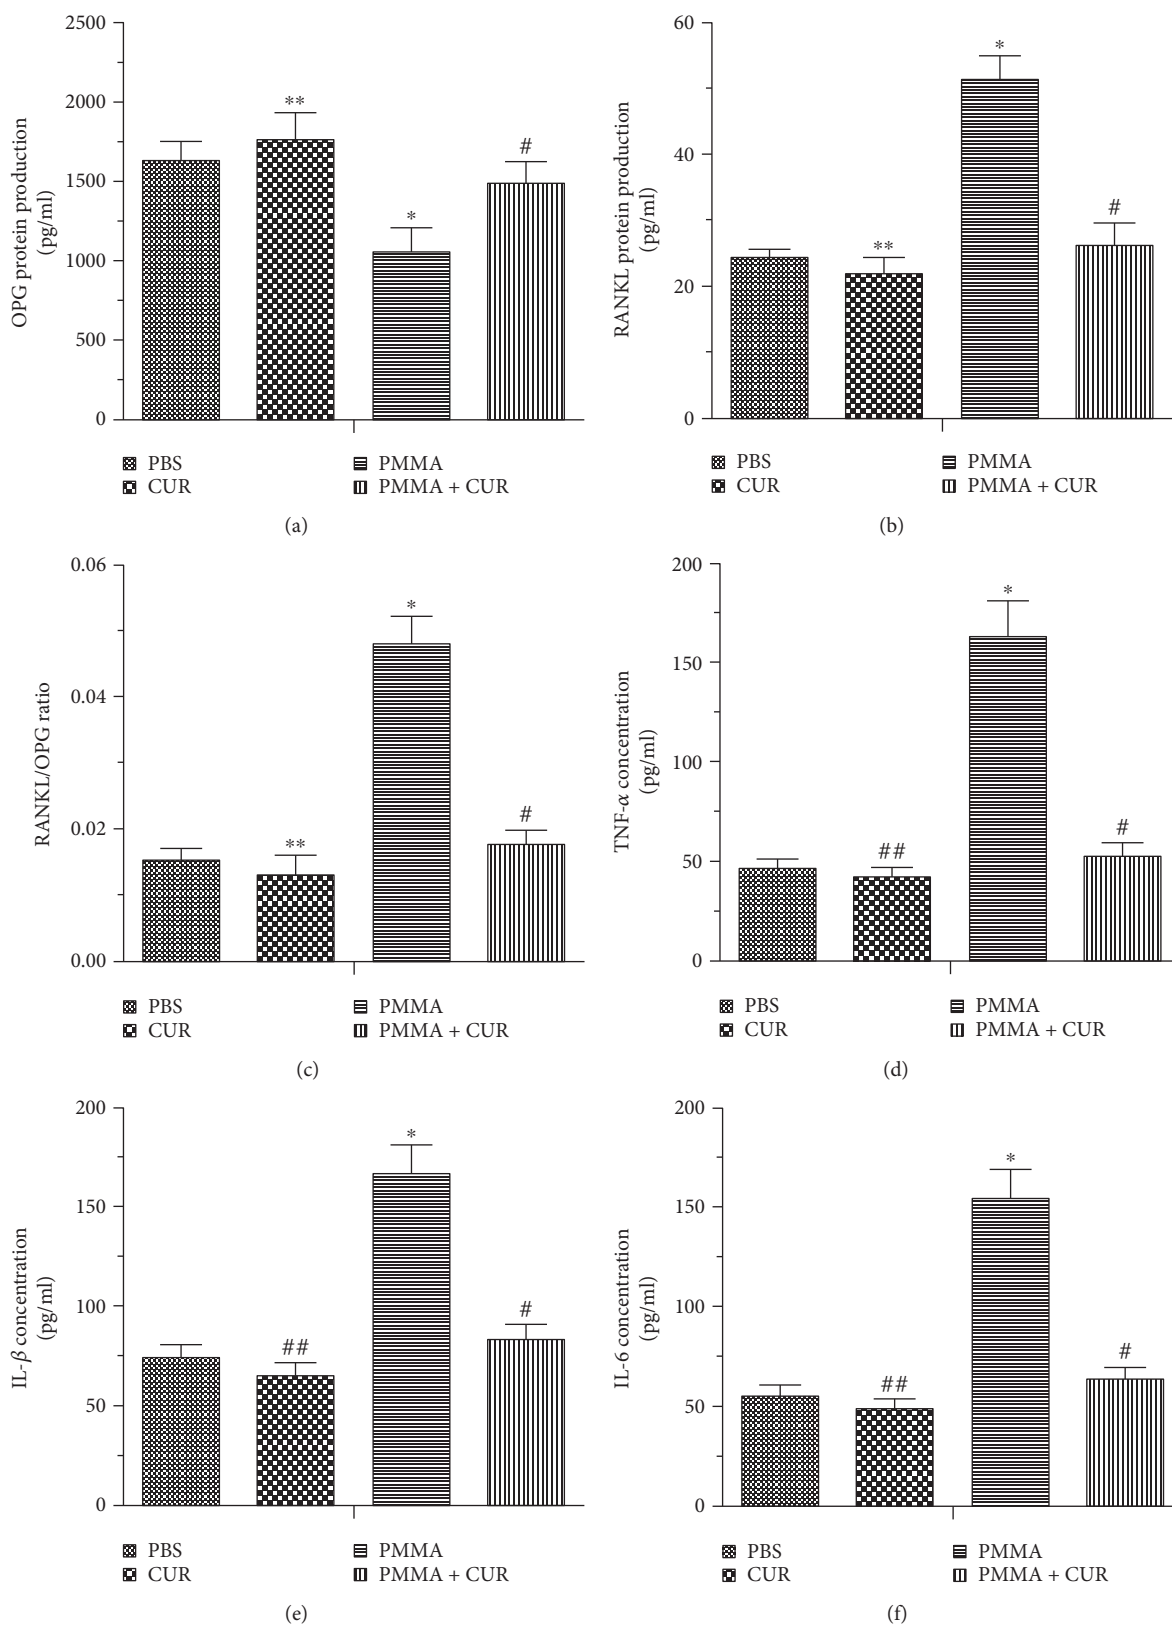 OPG protein production
(pg/ml)
2500
2000
1500
1000
500
0
**
*
#
PBS
CUR
PMMA
PMMA + CUR
(a)
RANKL protein production
(pg/ml)
60
40
20
0
**
*
#
PBS
CUR
PMMA
PMMA + CUR
(b)
RANKL/OPG ratio
0.06
0.04
0.02
0.00
**
*
#
PBS
CUR
PMMA
PMMA + CUR
(c)
TNF-α concentration
(pg/ml)
200
150
100
50
0
##
*
#
PBS
CUR
PMMA
PMMA + CUR
(d)
IL-β concentration
(pg/ml)
200
150
100
50
0
##
*
#
PBS
CUR
PMMA
PMMA + CUR
(e)
IL-6 concentration
(pg/ml)
200
150
100
50
0
##
*
#
PBS
CUR
PMMA
PMMA + CUR
(f)